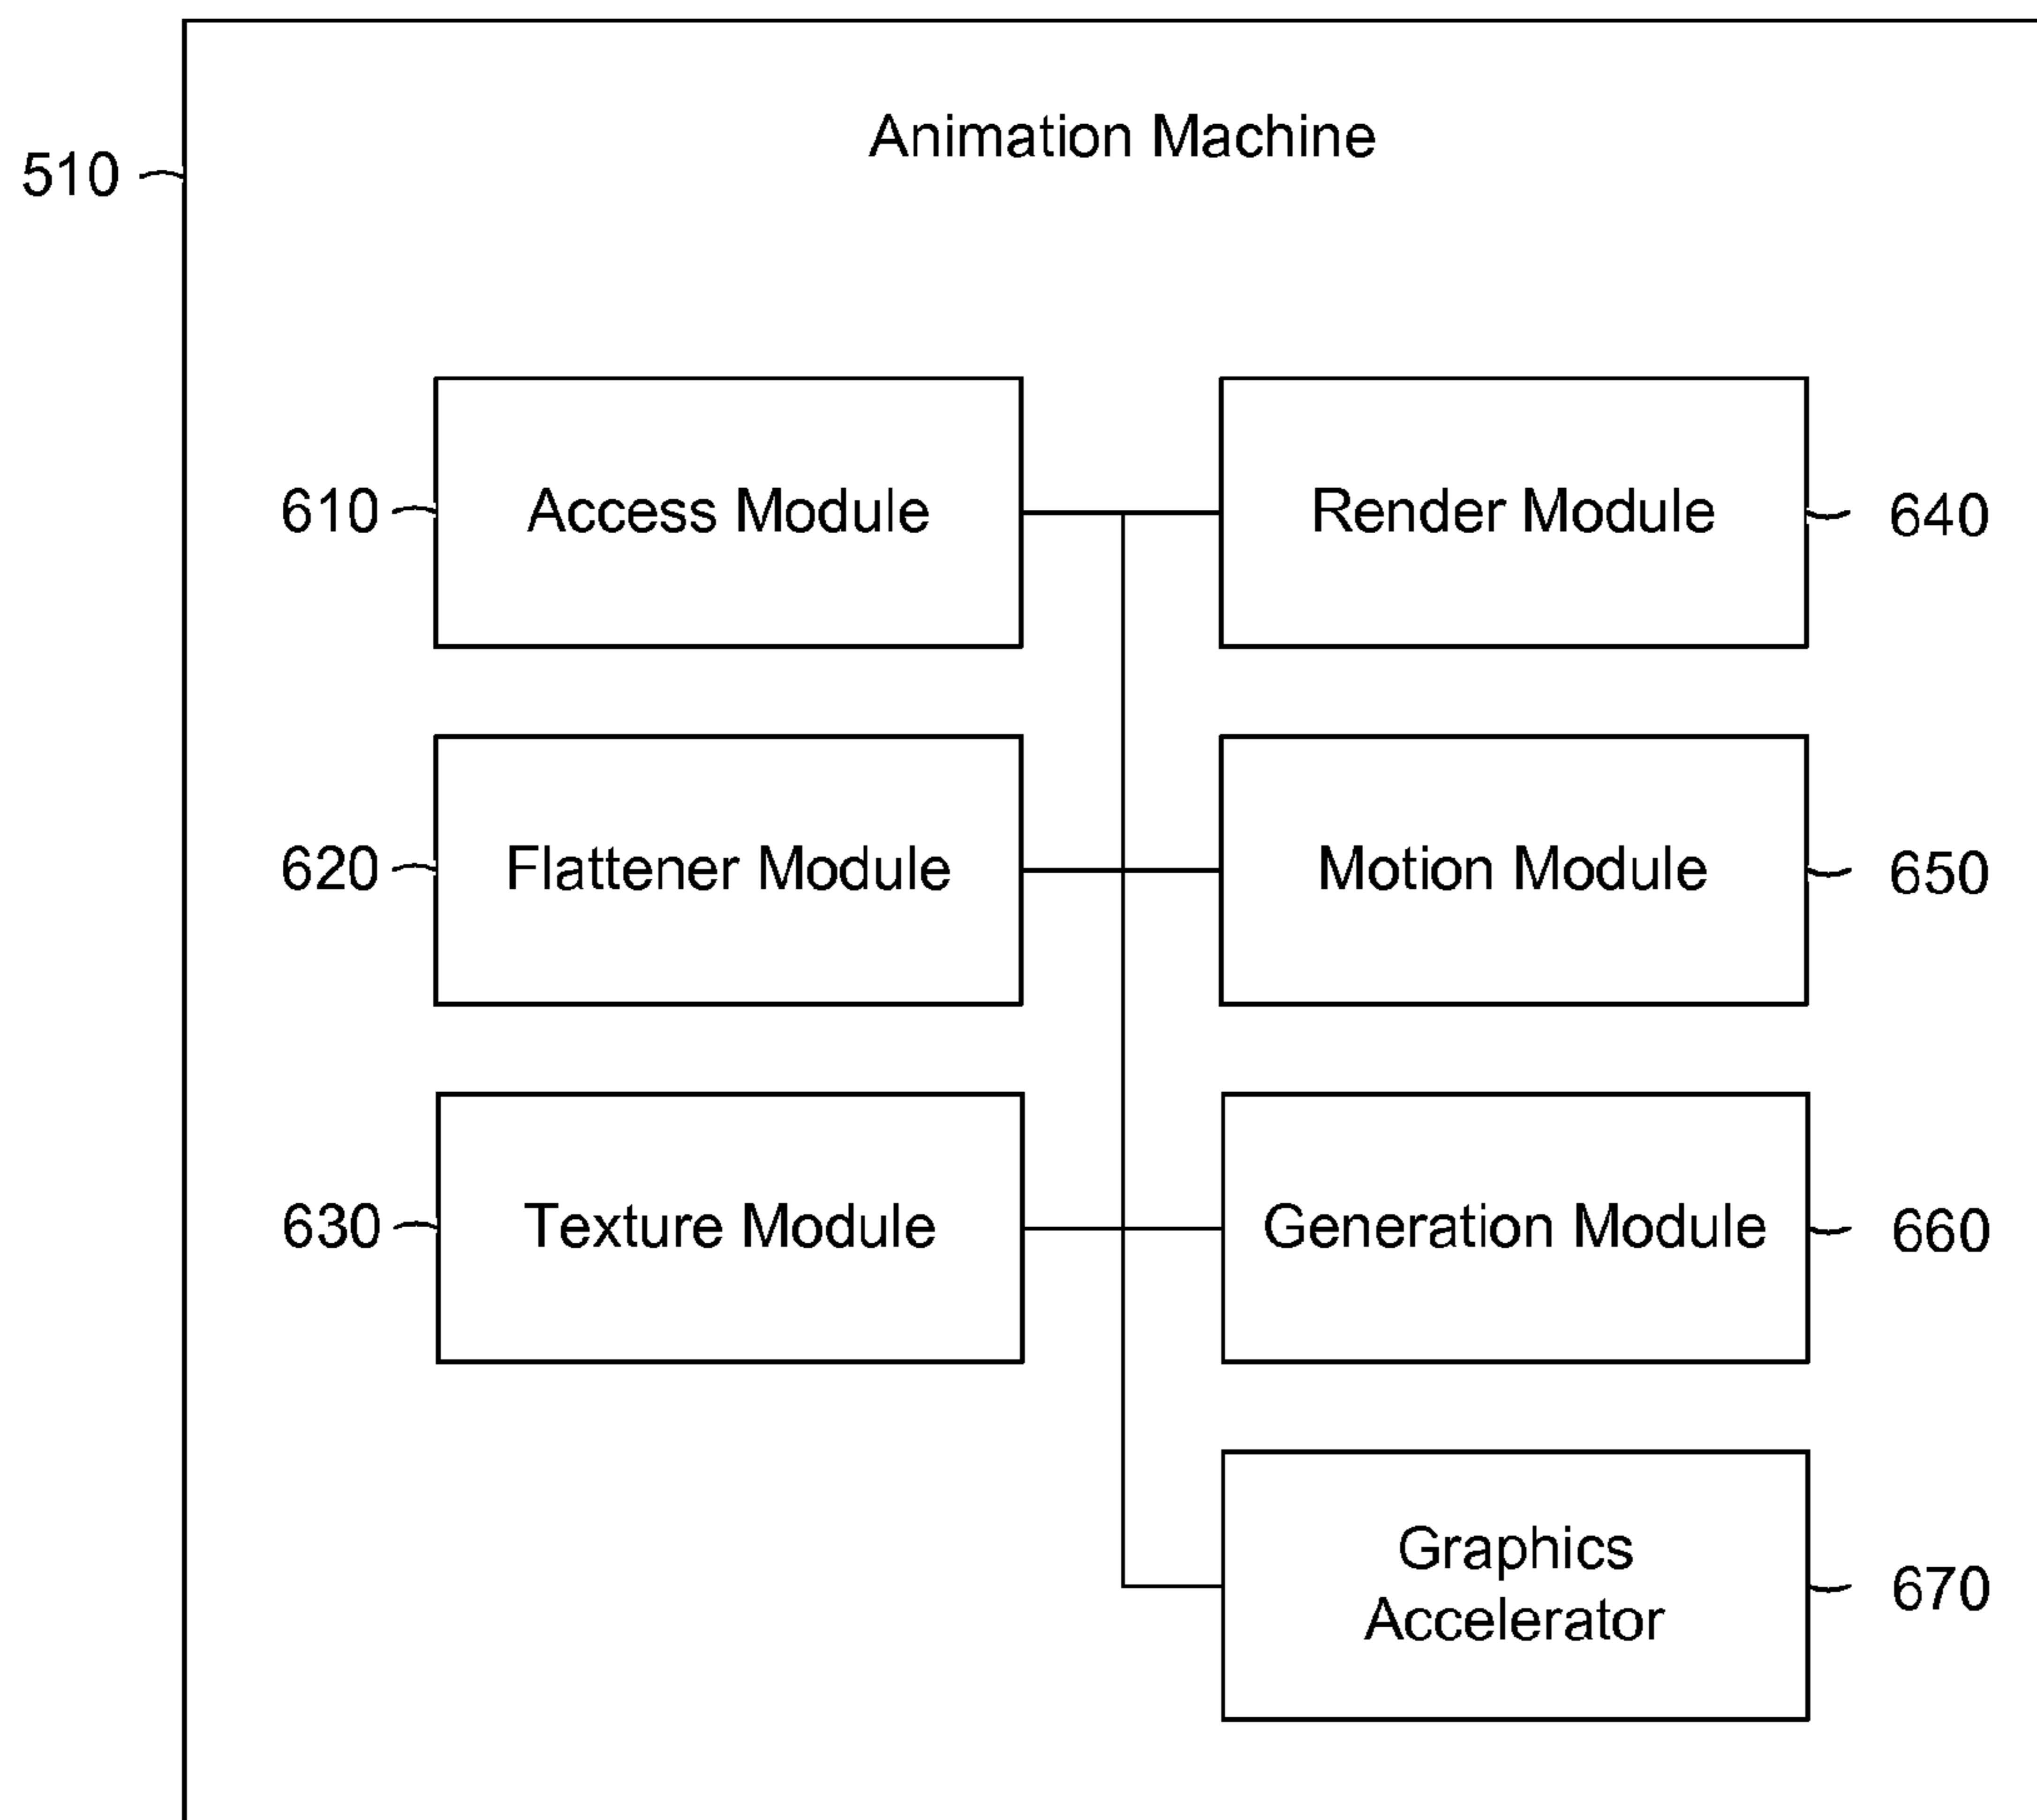 Animation Machine
510
610
Access Module
Render Module
640
620
Flattener Module
Motion Module
650
630
Texture Module
Generation Module
660
Graphics
Accelerator
670